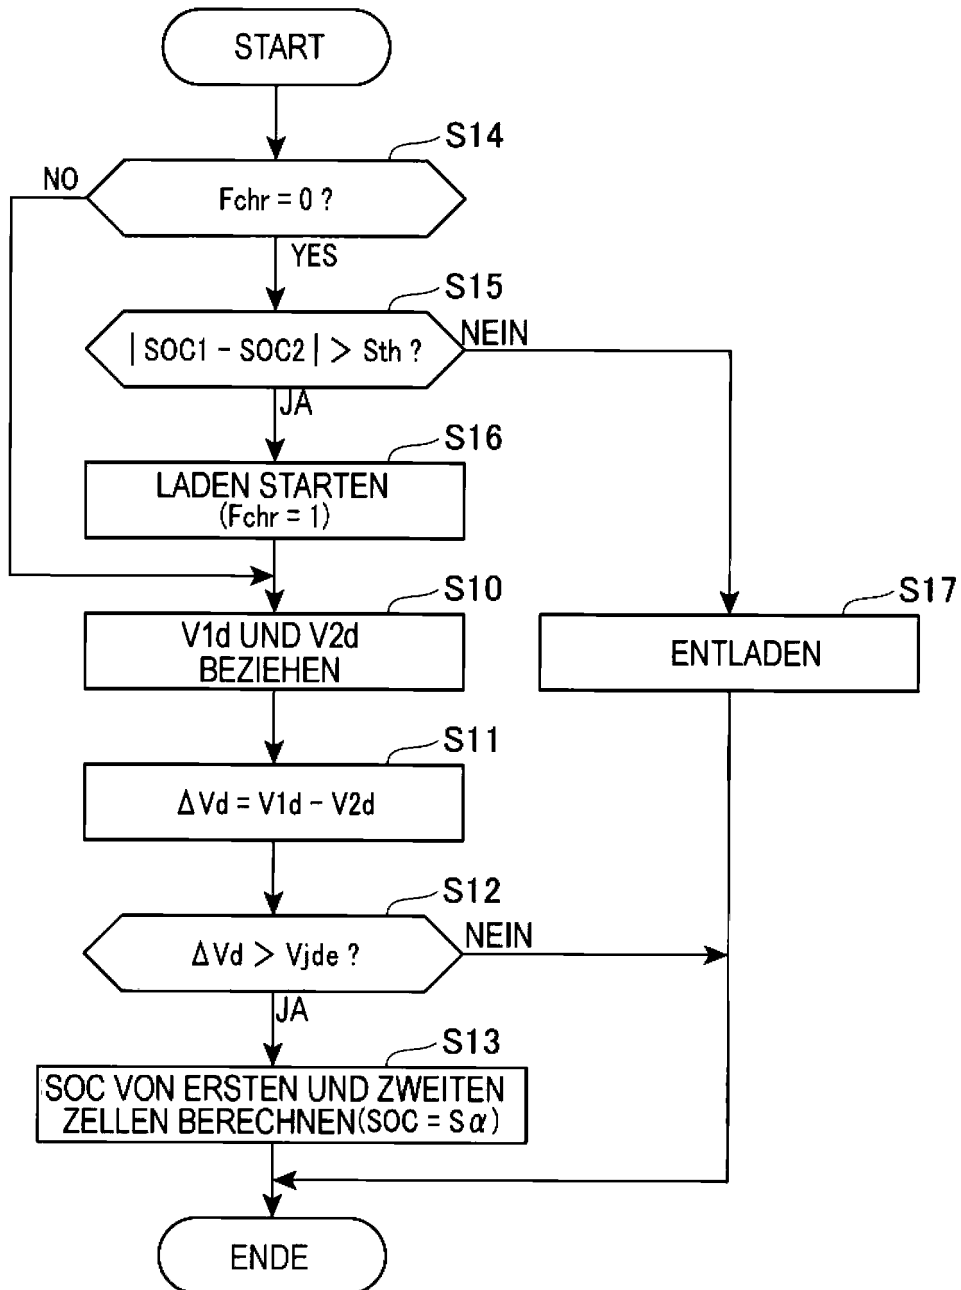 START
S14
NO
Fchr = 0 ?
YES
S15
| SOC1 - SOC2 | > Sth ?
NEIN
JA
S16
LADEN STARTEN
(Fchr = 1)
S10
V1d UND V2d
BEZIEHEN
S17
ENTLADEN
S11
ΔVd = V1d - V2d
S12
ΔVd > Vjde ?
NEIN
JA
S13
SOC VON ERSTEN UND ZWEITEN
ZELLEN BERECHNEN(SOC = Sα)
ENDE